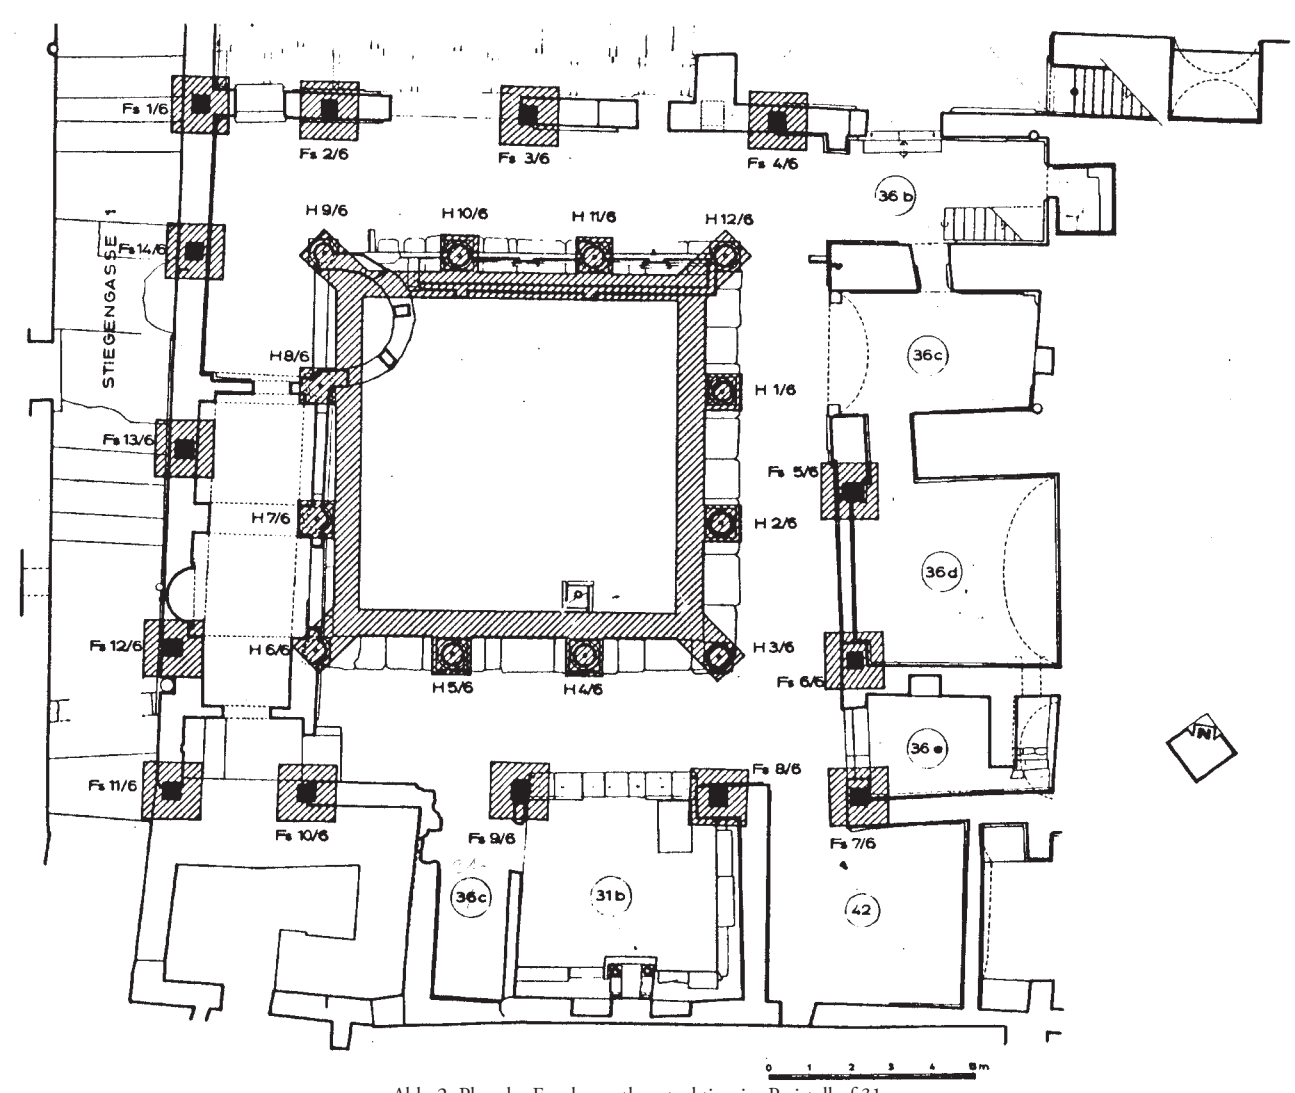 Fs 1/6
Fs 2/6
Fs 3/6
Fs 4/6
36 b
H 9/6
H 10/6
H 11/6
H 12/6
Fs 14/6
STIEGENGASSE 1
H 8/6
36 c
H 1/6
Fs 13/6
Fs 5/6
H 7/6
H 2/6
36 d
Fs 12/6
H 6/6
H 3/6
H 5/6
H 4/6
Fs 6/6
N
36 e
Fs 11/6
Fs 8/6
Fs 10/6
Fs 9/6
Fs 7/6
36c
31 b
42
0 1 2 3 4 5 m